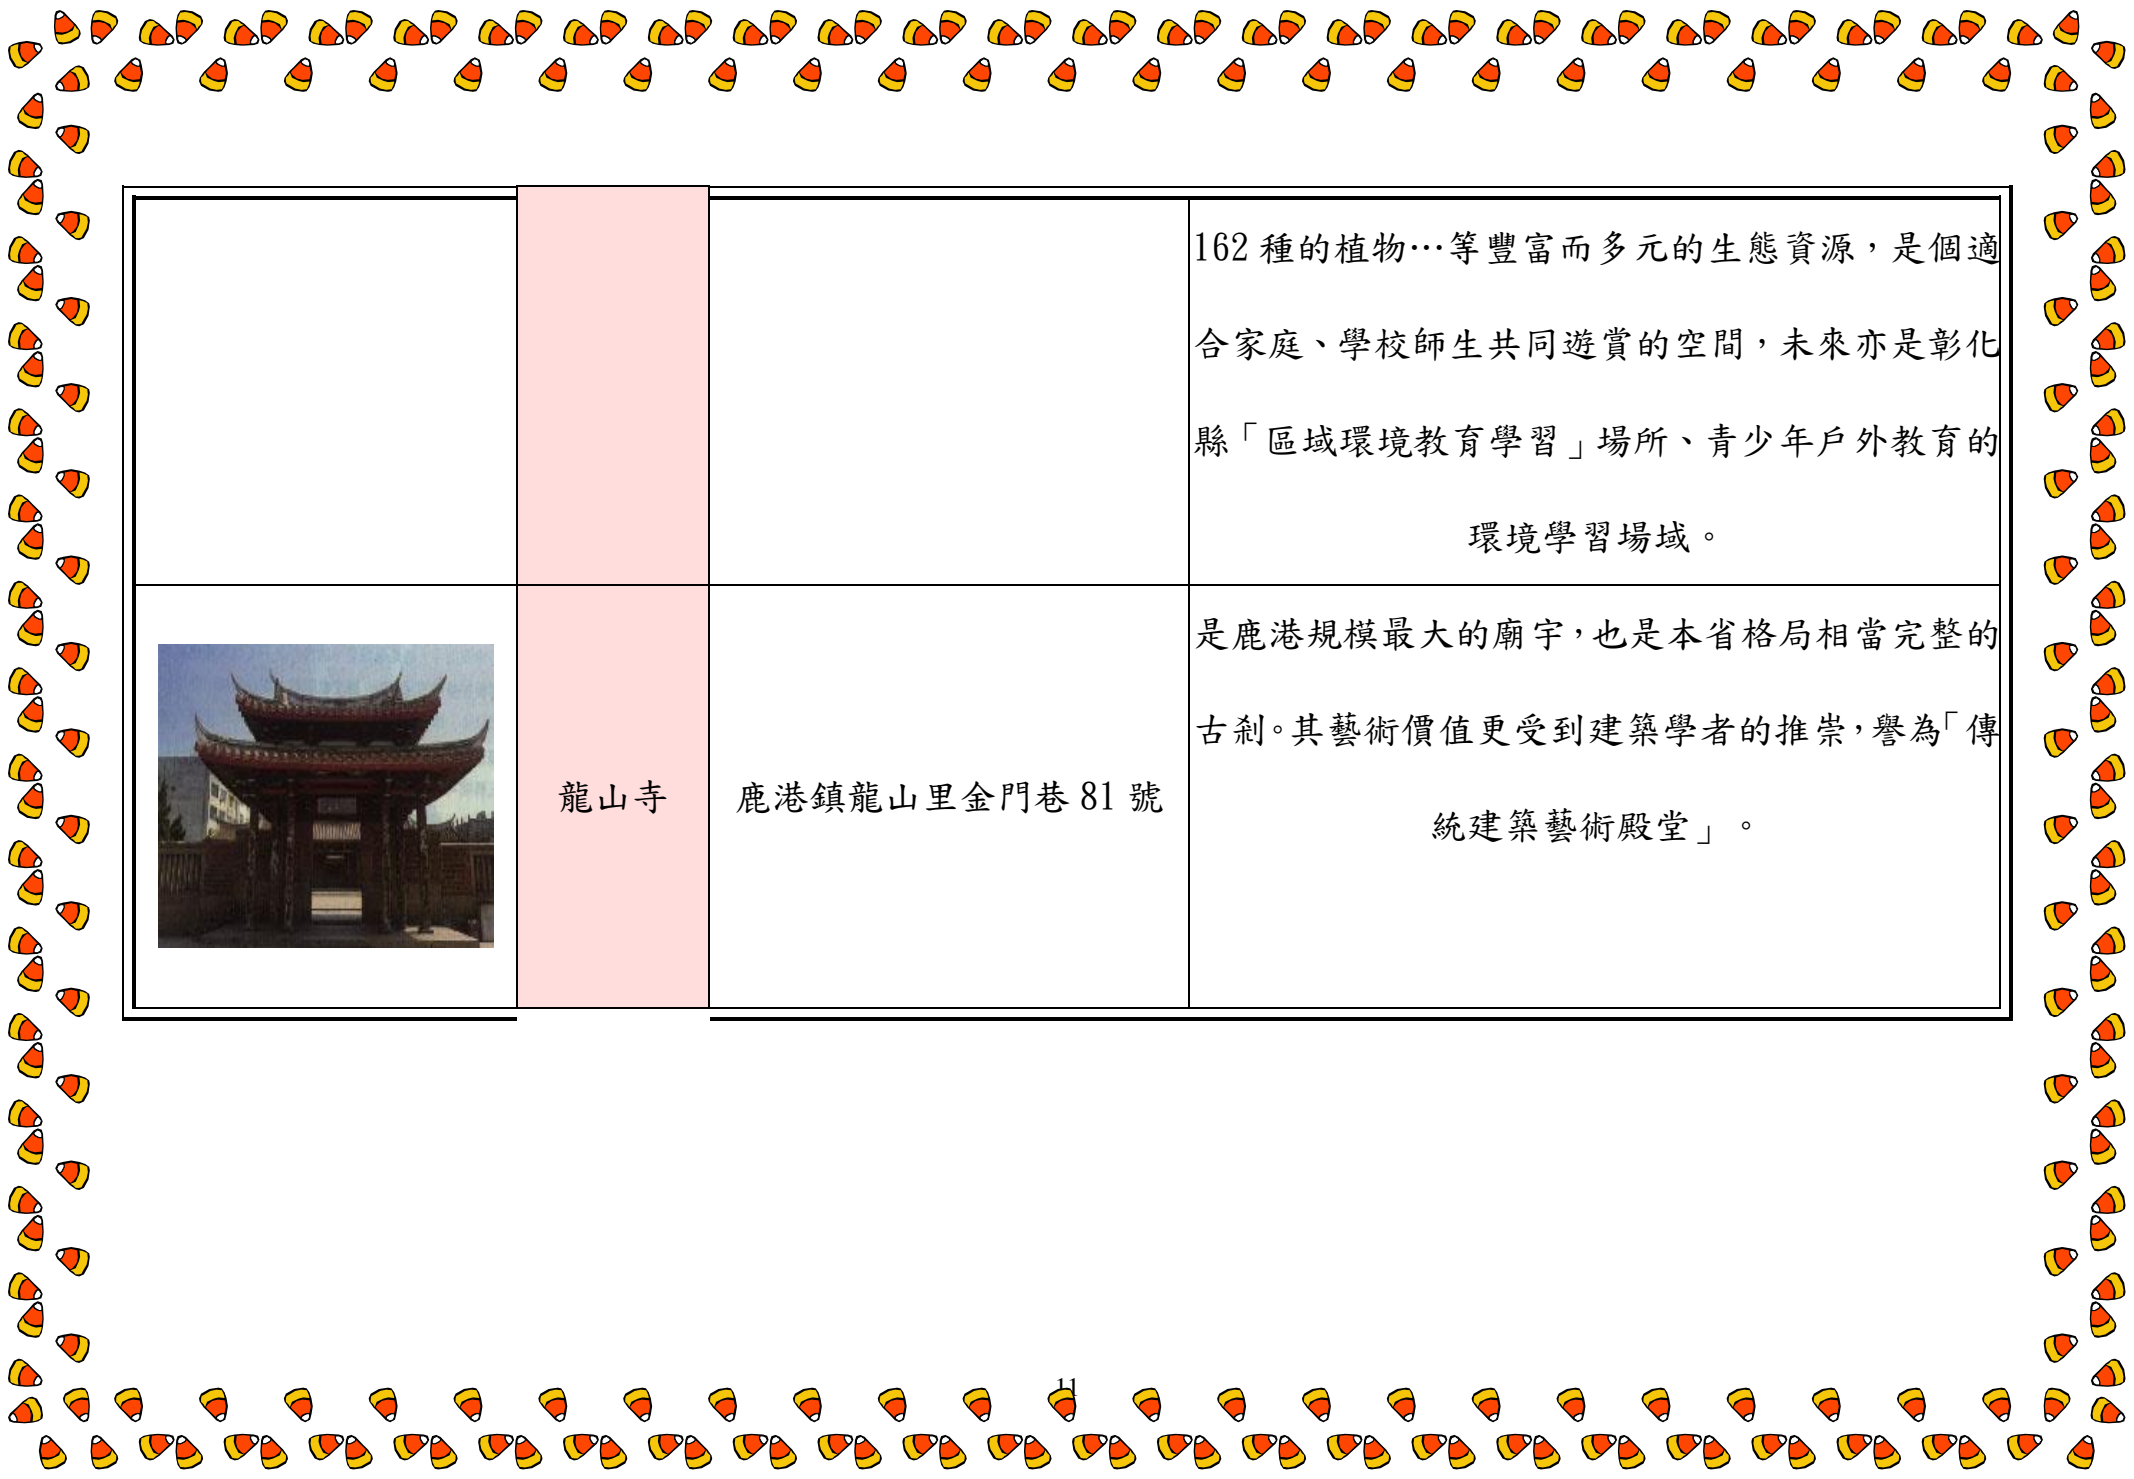 162 種的植物…等豐富而多元的生態資源，是個適
合家庭、學校師生共同遊賞的空間，未來亦是彰化
縣「區域環境教育學習」場所、青少年戶外教育的
環境學習場域。
龍山寺
鹿港鎮龍山里金門巷 81 號
是鹿港規模最大的廟宇，也是本省格局相當完整的
古剎。其藝術價值更受到建築學者的推崇，譽為「傳
統建築藝術殿堂」。
11